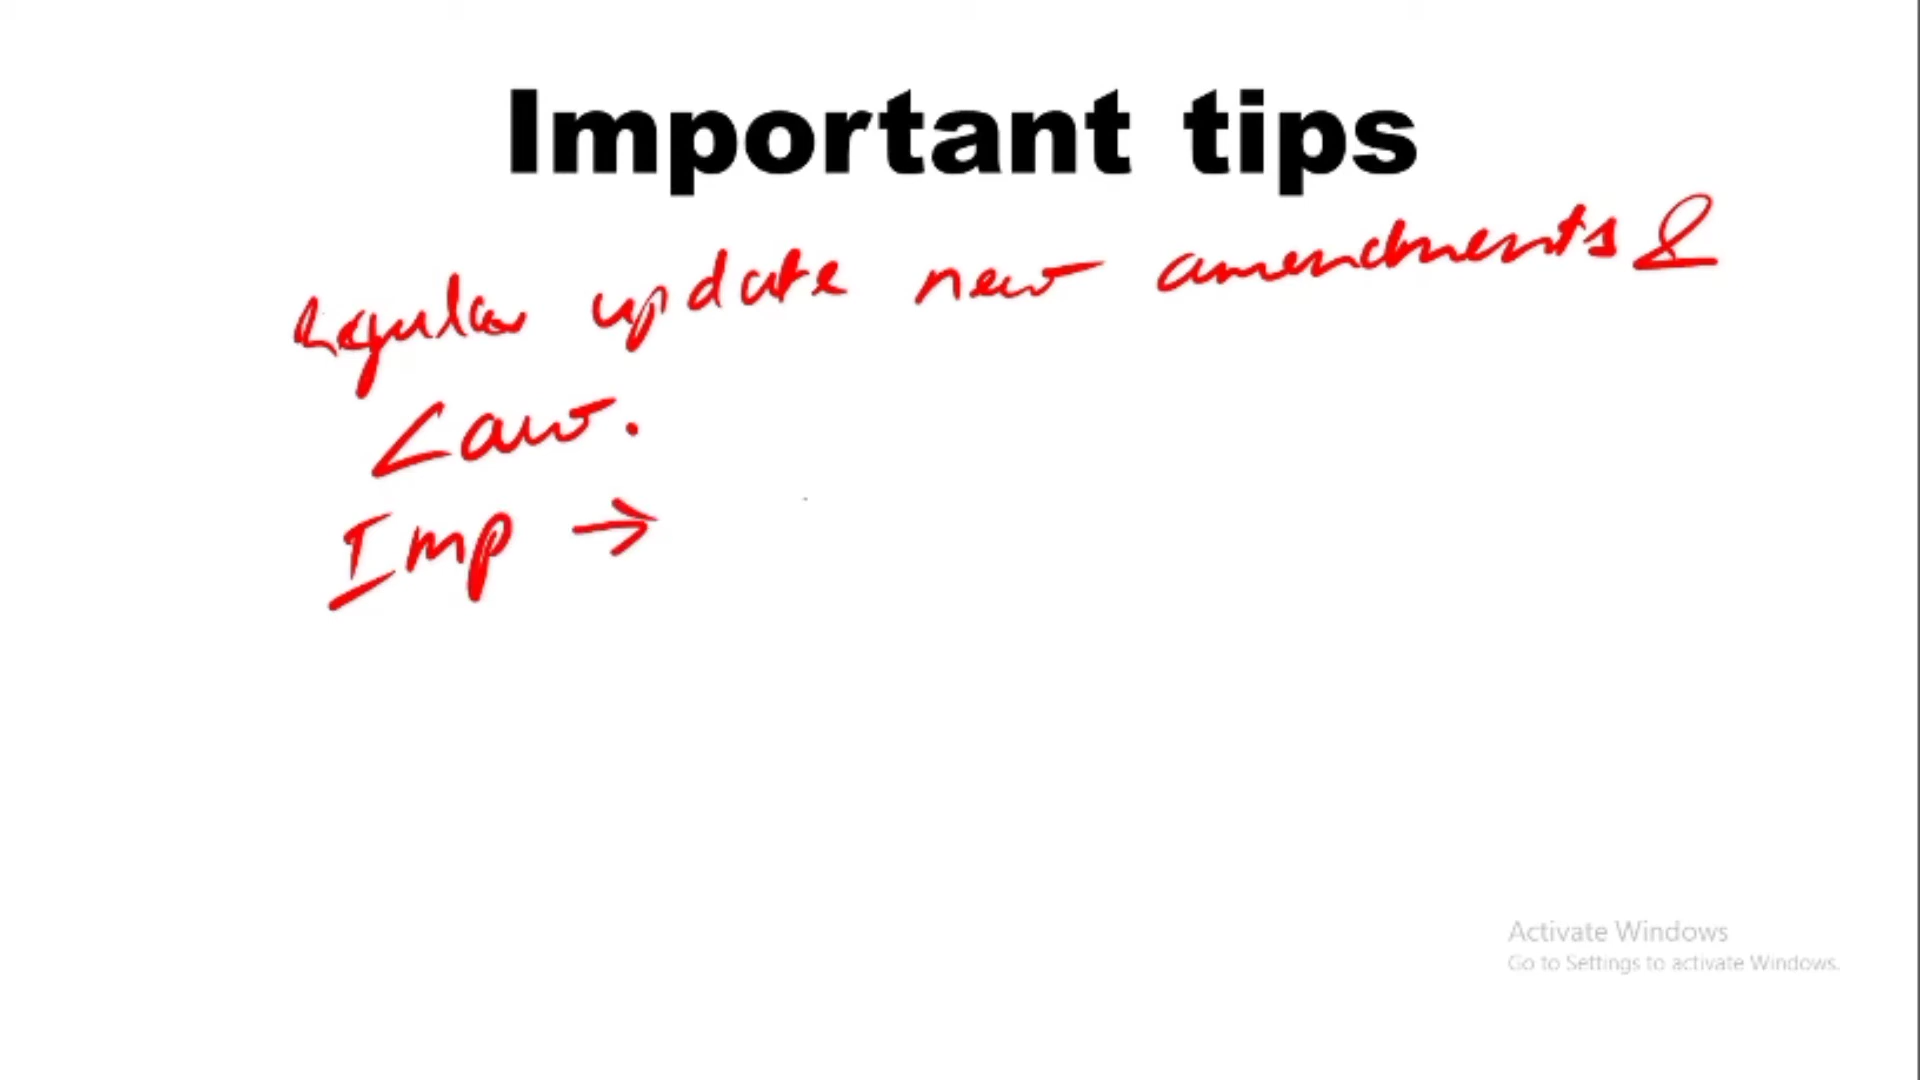 Important tips
Regular update new amendments &
Law.
Imp →
Activate Windows
Go to Settings to activate Windows.